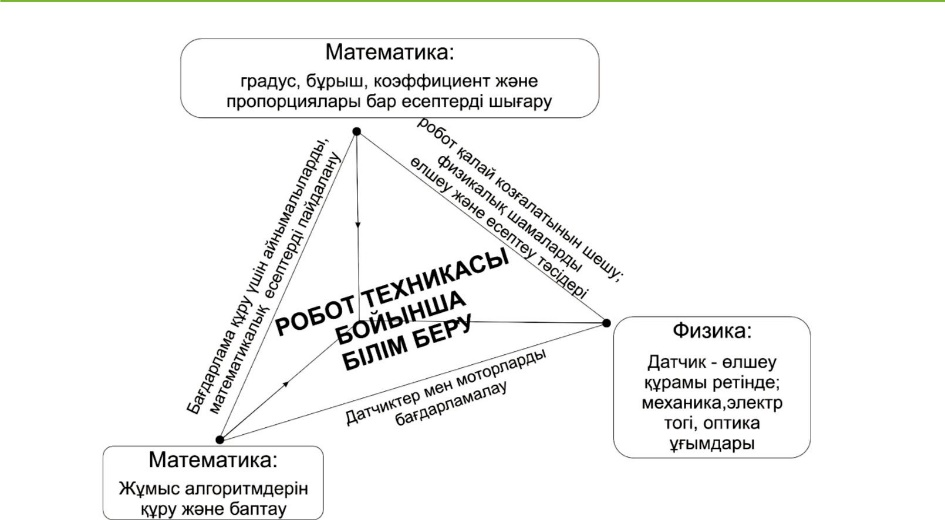 Математика:
градус, бұрыш, коэффициент және
пропорциялары бар есептерді шығару
робот қалай козғалатынын шешу;
физикалық шамаларды
өлшеу және есептеу тәсідері
Бағдарлама құру үшін айнымалыларды,
математикалық есептерді пайдалану
РОБОТ ТЕХНИКАСЫ
БОЙЫНША
БІЛІМ БЕРУ
Физика:
Датчик - өлшеу
құрамы ретінде;
механика,электр
тогі, оптика
ұғымдары
Датчиктер мен моторларды
бағдарламалау
Математика:
Жұмыс алгоритмдерін
құру және баптау